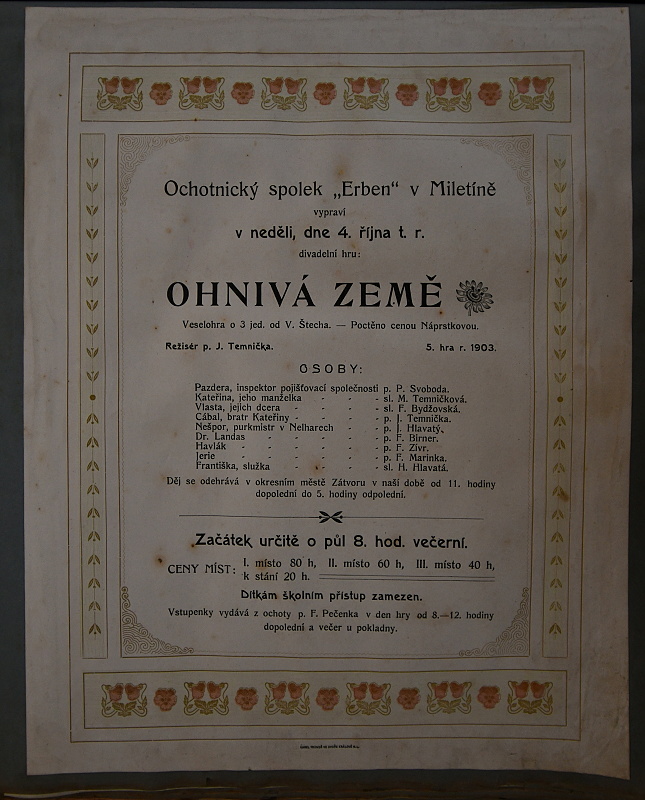 Ochotnický spolek „Erben“ v Miletíně
vypraví
v neděli, dne 4. října t. r.
divadelní hru:
OHNIVÁ ZEMĚ
Veselohra o 3 jed. od V. Štecha. — Poctěno cenou Náprstkovou.
Režisér p. J. Temnička. 5. hra r. 1903.
OSOBY:
Pazdera, inspektor pojišťovací společnosti p. P. Svoboda.
Kateřina, jeho manželka - - - - sl. M. Temničková.
Vlasta, jejich dcera - - - - sl. F. Bydžovská.
Cábal, bratr Kateřiny - - - - p. J. Temnička.
Nešpor, purkmistr v Nelharech - - - p. J. Hlavatý.
Dr. Landas - - - - - p. F. Birner.
Havlák - - - - - - p. F. Zivr.
Jerie - - - - - - p. F. Marinka.
Františka, služka - - - - sl. H. Hlavatá.
Děj se odehrává v okresním městě Zátvoru v naší době od 11. hodiny
dopolední do 5. hodiny odpolední.
Začátek určitě o půl 8. hod. večerní.
CENY MÍST: I. místo 80 h, II. místo 60 h, III. místo 40 h,
k stání 20 h.
Dítkám školním přístup zamezen.
Vstupenky vydává z ochoty p. F. Pečenka v den hry od 8.—12. hodiny
dopolední a večer u pokladny.